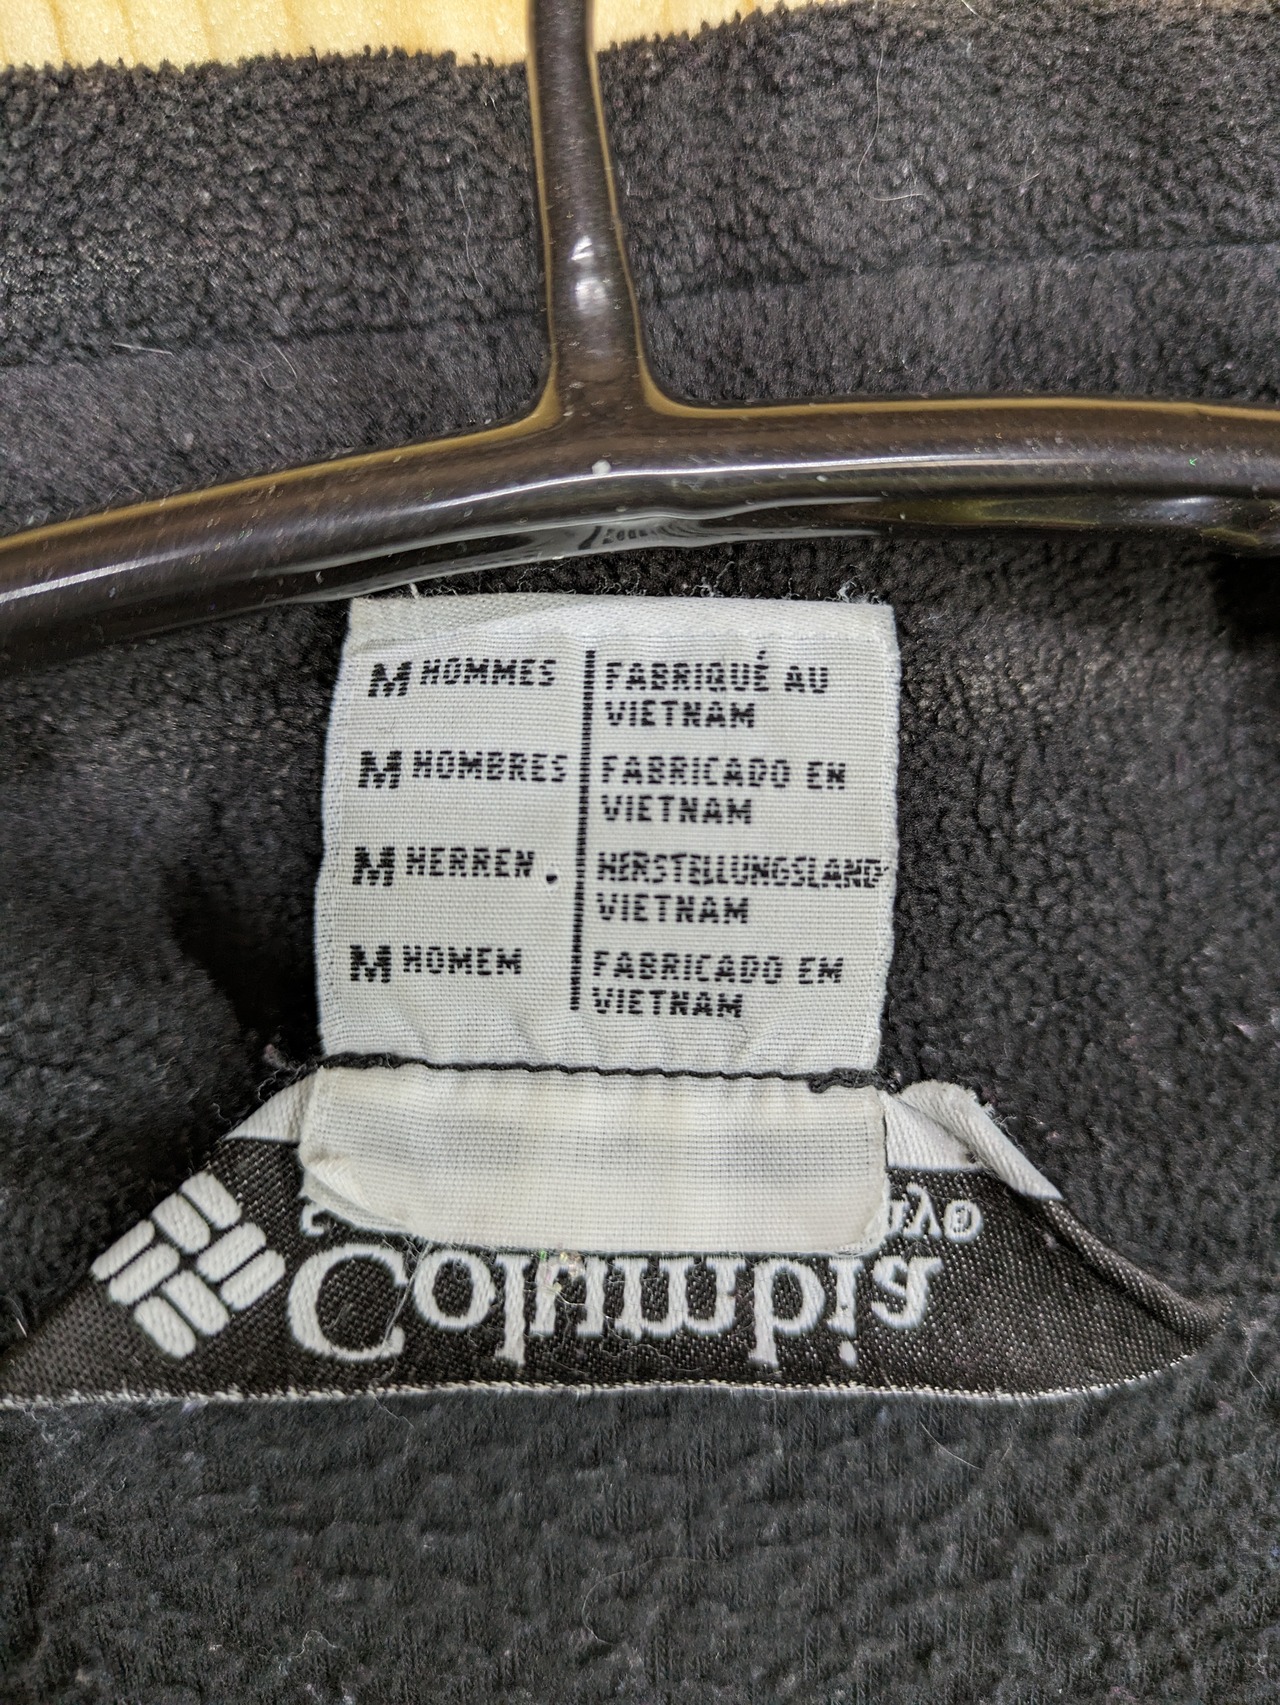 M HOMMES
FABRIQUÉ AU
VIETNAM
M HOMBRES
FABRICADO EN
VIETNAM
M HERREN
HERSTELLUNGSLAND
VIETNAM
M HOMEM
FABRICADO EM
VIETNAM
Columbia